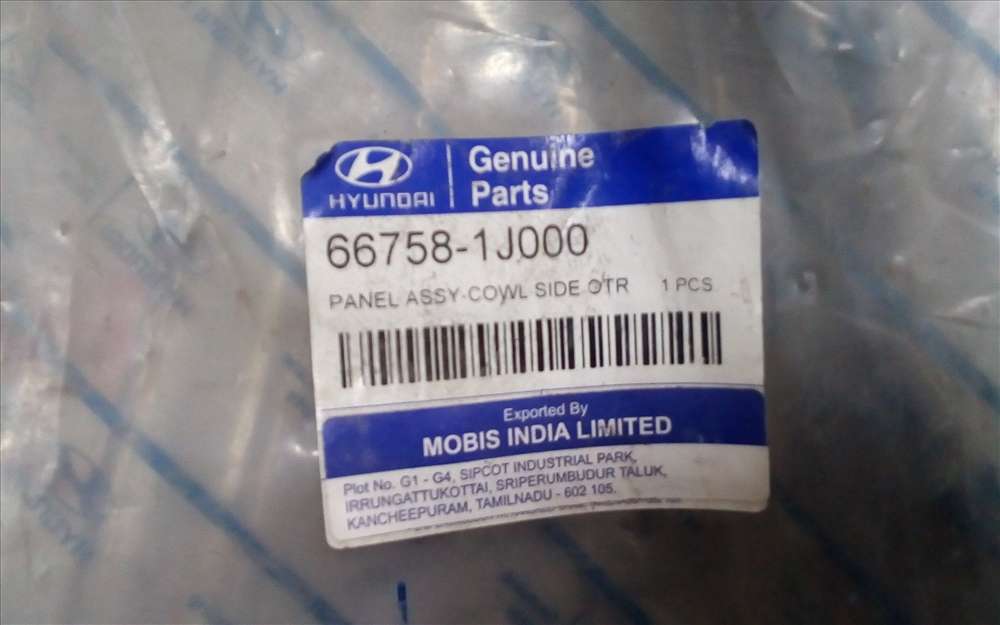 HYUNDAI
Genuine
Parts
66758-1J000
PANEL ASSY-COWL SIDE OTR 1 PCS
Exported By
MOBIS INDIA LIMITED
Plot No. G1 - G4, SIPCOT INDUSTRIAL PARK,
IRRUNGATTUKOTTAI, SRIPERUMBUDUR TALUK,
KANCHEEPURAM, TAMILNADU - 602 105.